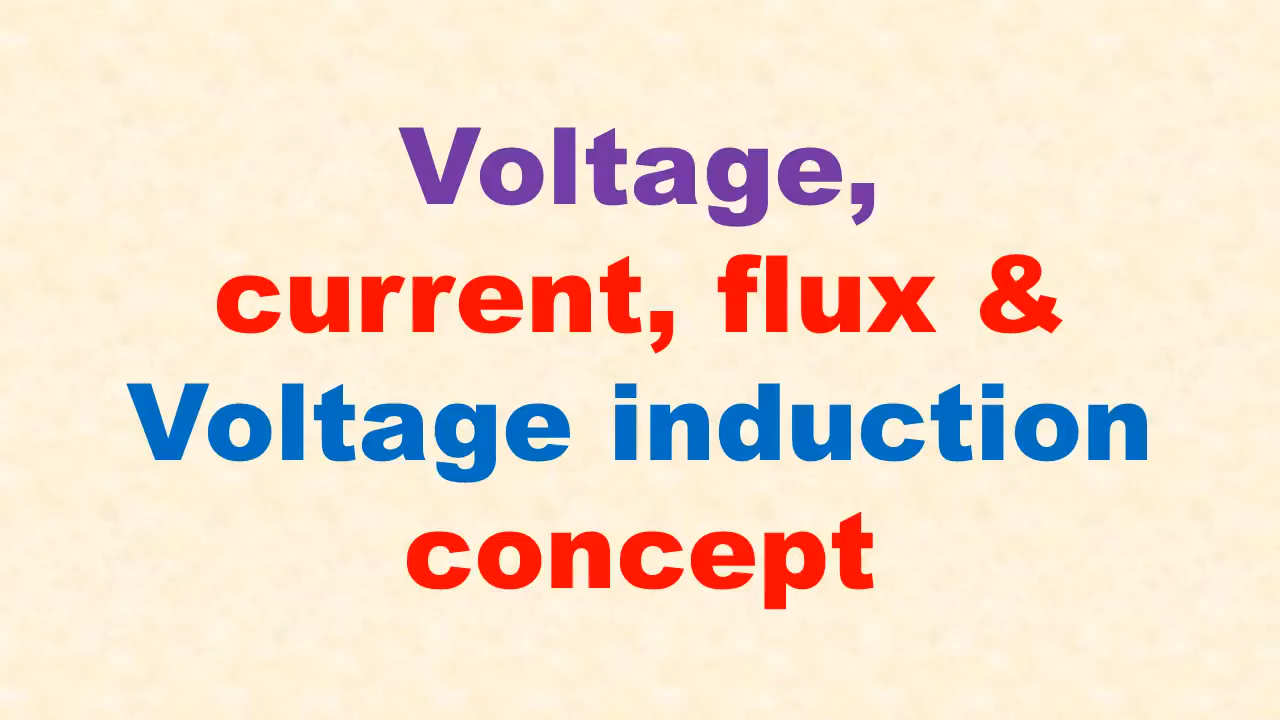 Voltage,
current, flux &
Voltage induction
concept